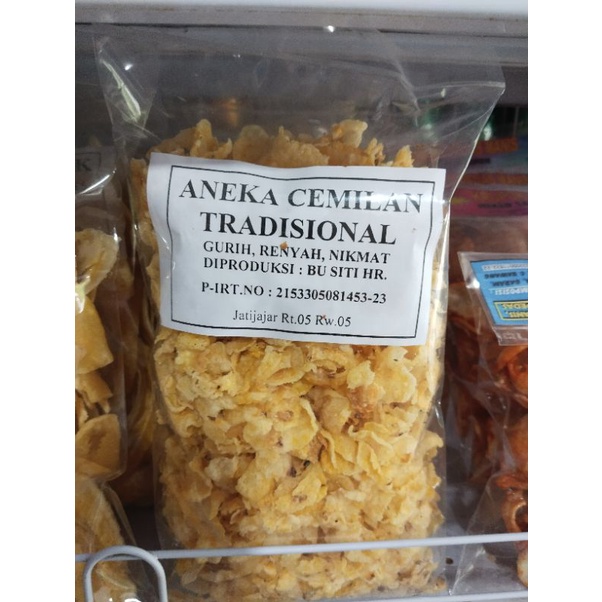 ANEKA CEMILAN
TRADISIONAL
GURIH, RENYAH, NIKMAT
DIPRODUKSI : BU SITI HR.
P-IRT.NO : 2153305081453-23
Jatijajar Rt.05 Rw.05